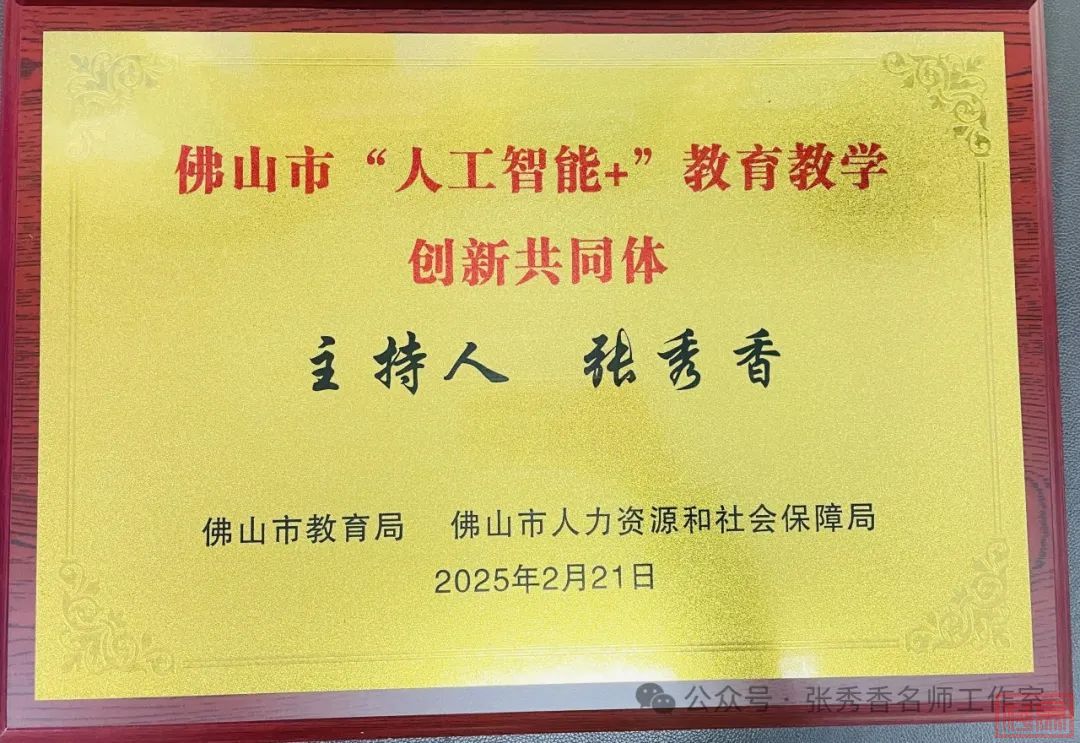 佛山市“人工智能+”教育教学
创新共同体
主持人 张秀香
佛山市教育局 佛山市人力资源和社会保障局
2025年2月21日
公众号·张秀香名师工作室